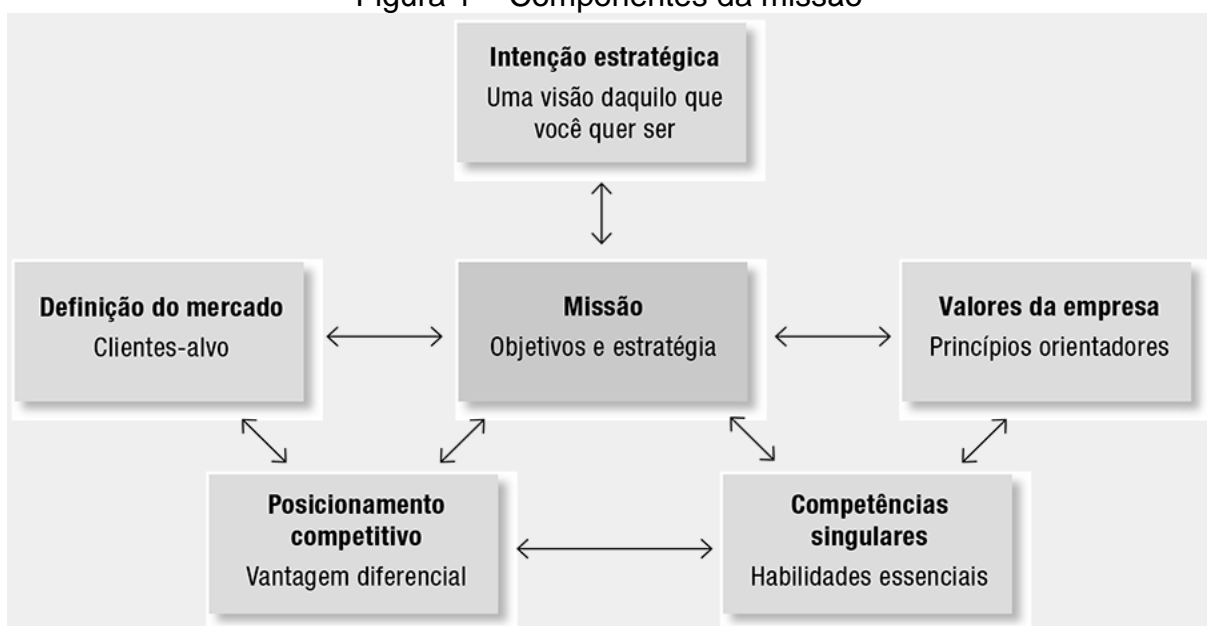 Figura 1 – Componentes da missão
Intenção estratégica
Uma visão daquilo que
você quer ser
Definição do mercado
Clientes-alvo
Missão
Objetivos e estratégia
Valores da empresa
Princípios orientadores
Posicionamento
competitivo
Vantagem diferencial
Competências
singulares
Habilidades essenciais